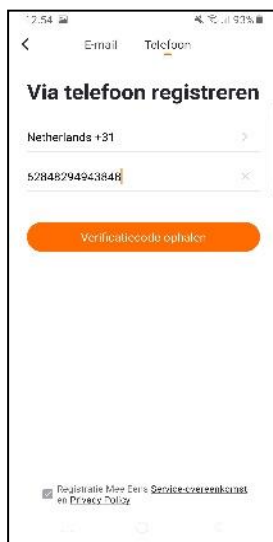 12.54 93%
E-mail Telefoon
Via telefoon registreren
Netherlands +31
62848294943848
Verificatiecode ophalen
Registratie Mee Eens Service-overeenkomst
en Privacy Policy